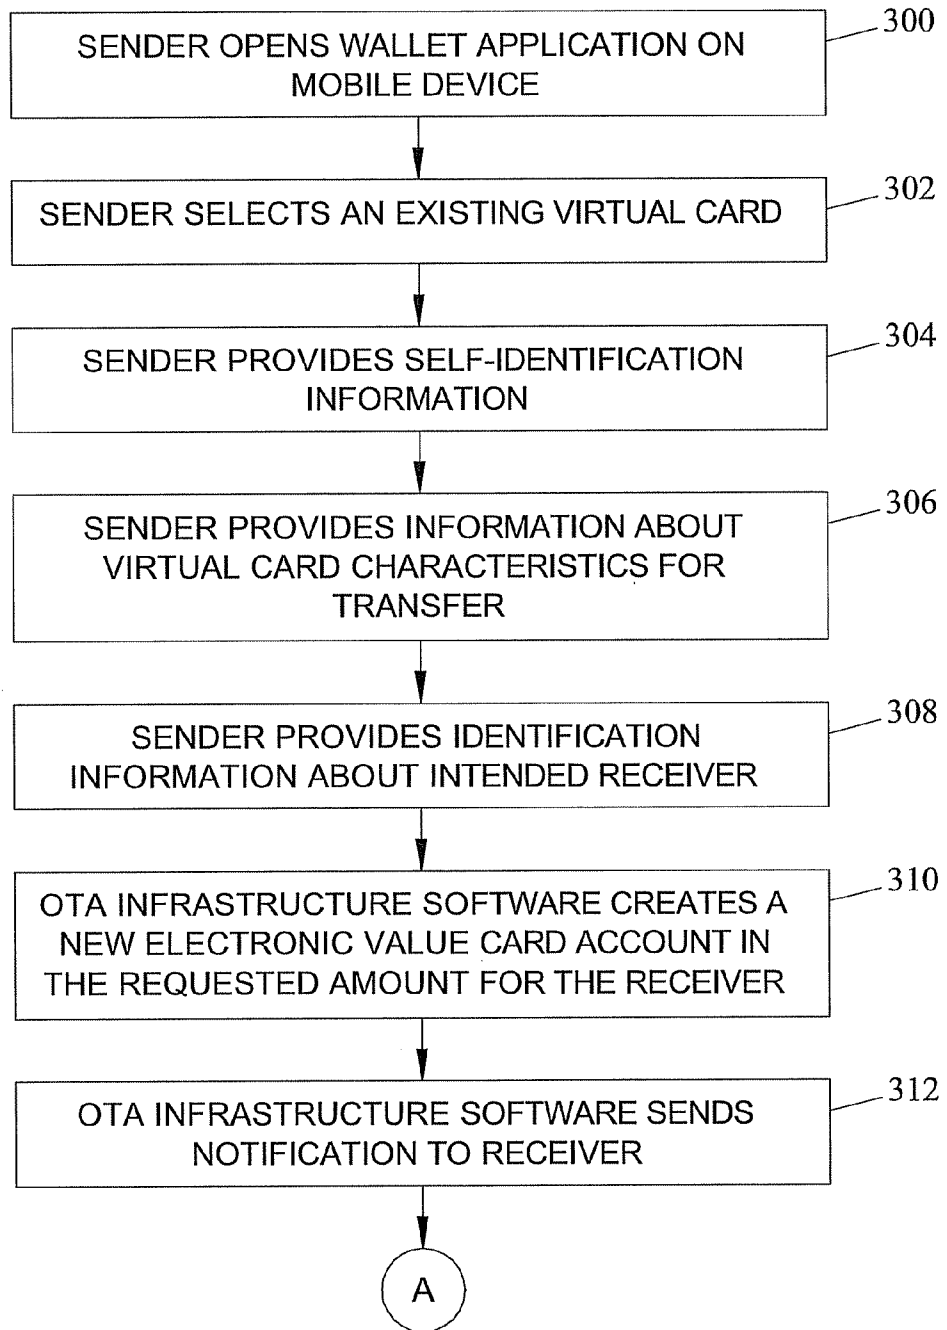 300
SENDER OPENS WALLET APPLICATION ON
MOBILE DEVICE
302
SENDER SELECTS AN EXISTING VIRTUAL CARD
304
SENDER PROVIDES SELF-IDENTIFICATION
INFORMATION
306
SENDER PROVIDES INFORMATION ABOUT
VIRTUAL CARD CHARACTERISTICS FOR
TRANSFER
308
SENDER PROVIDES IDENTIFICATION
INFORMATION ABOUT INTENDED RECEIVER
310
OTA INFRASTRUCTURE SOFTWARE CREATES A
NEW ELECTRONIC VALUE CARD ACCOUNT IN
THE REQUESTED AMOUNT FOR THE RECEIVER
312
OTA INFRASTRUCTURE SOFTWARE SENDS
NOTIFICATION TO RECEIVER
A